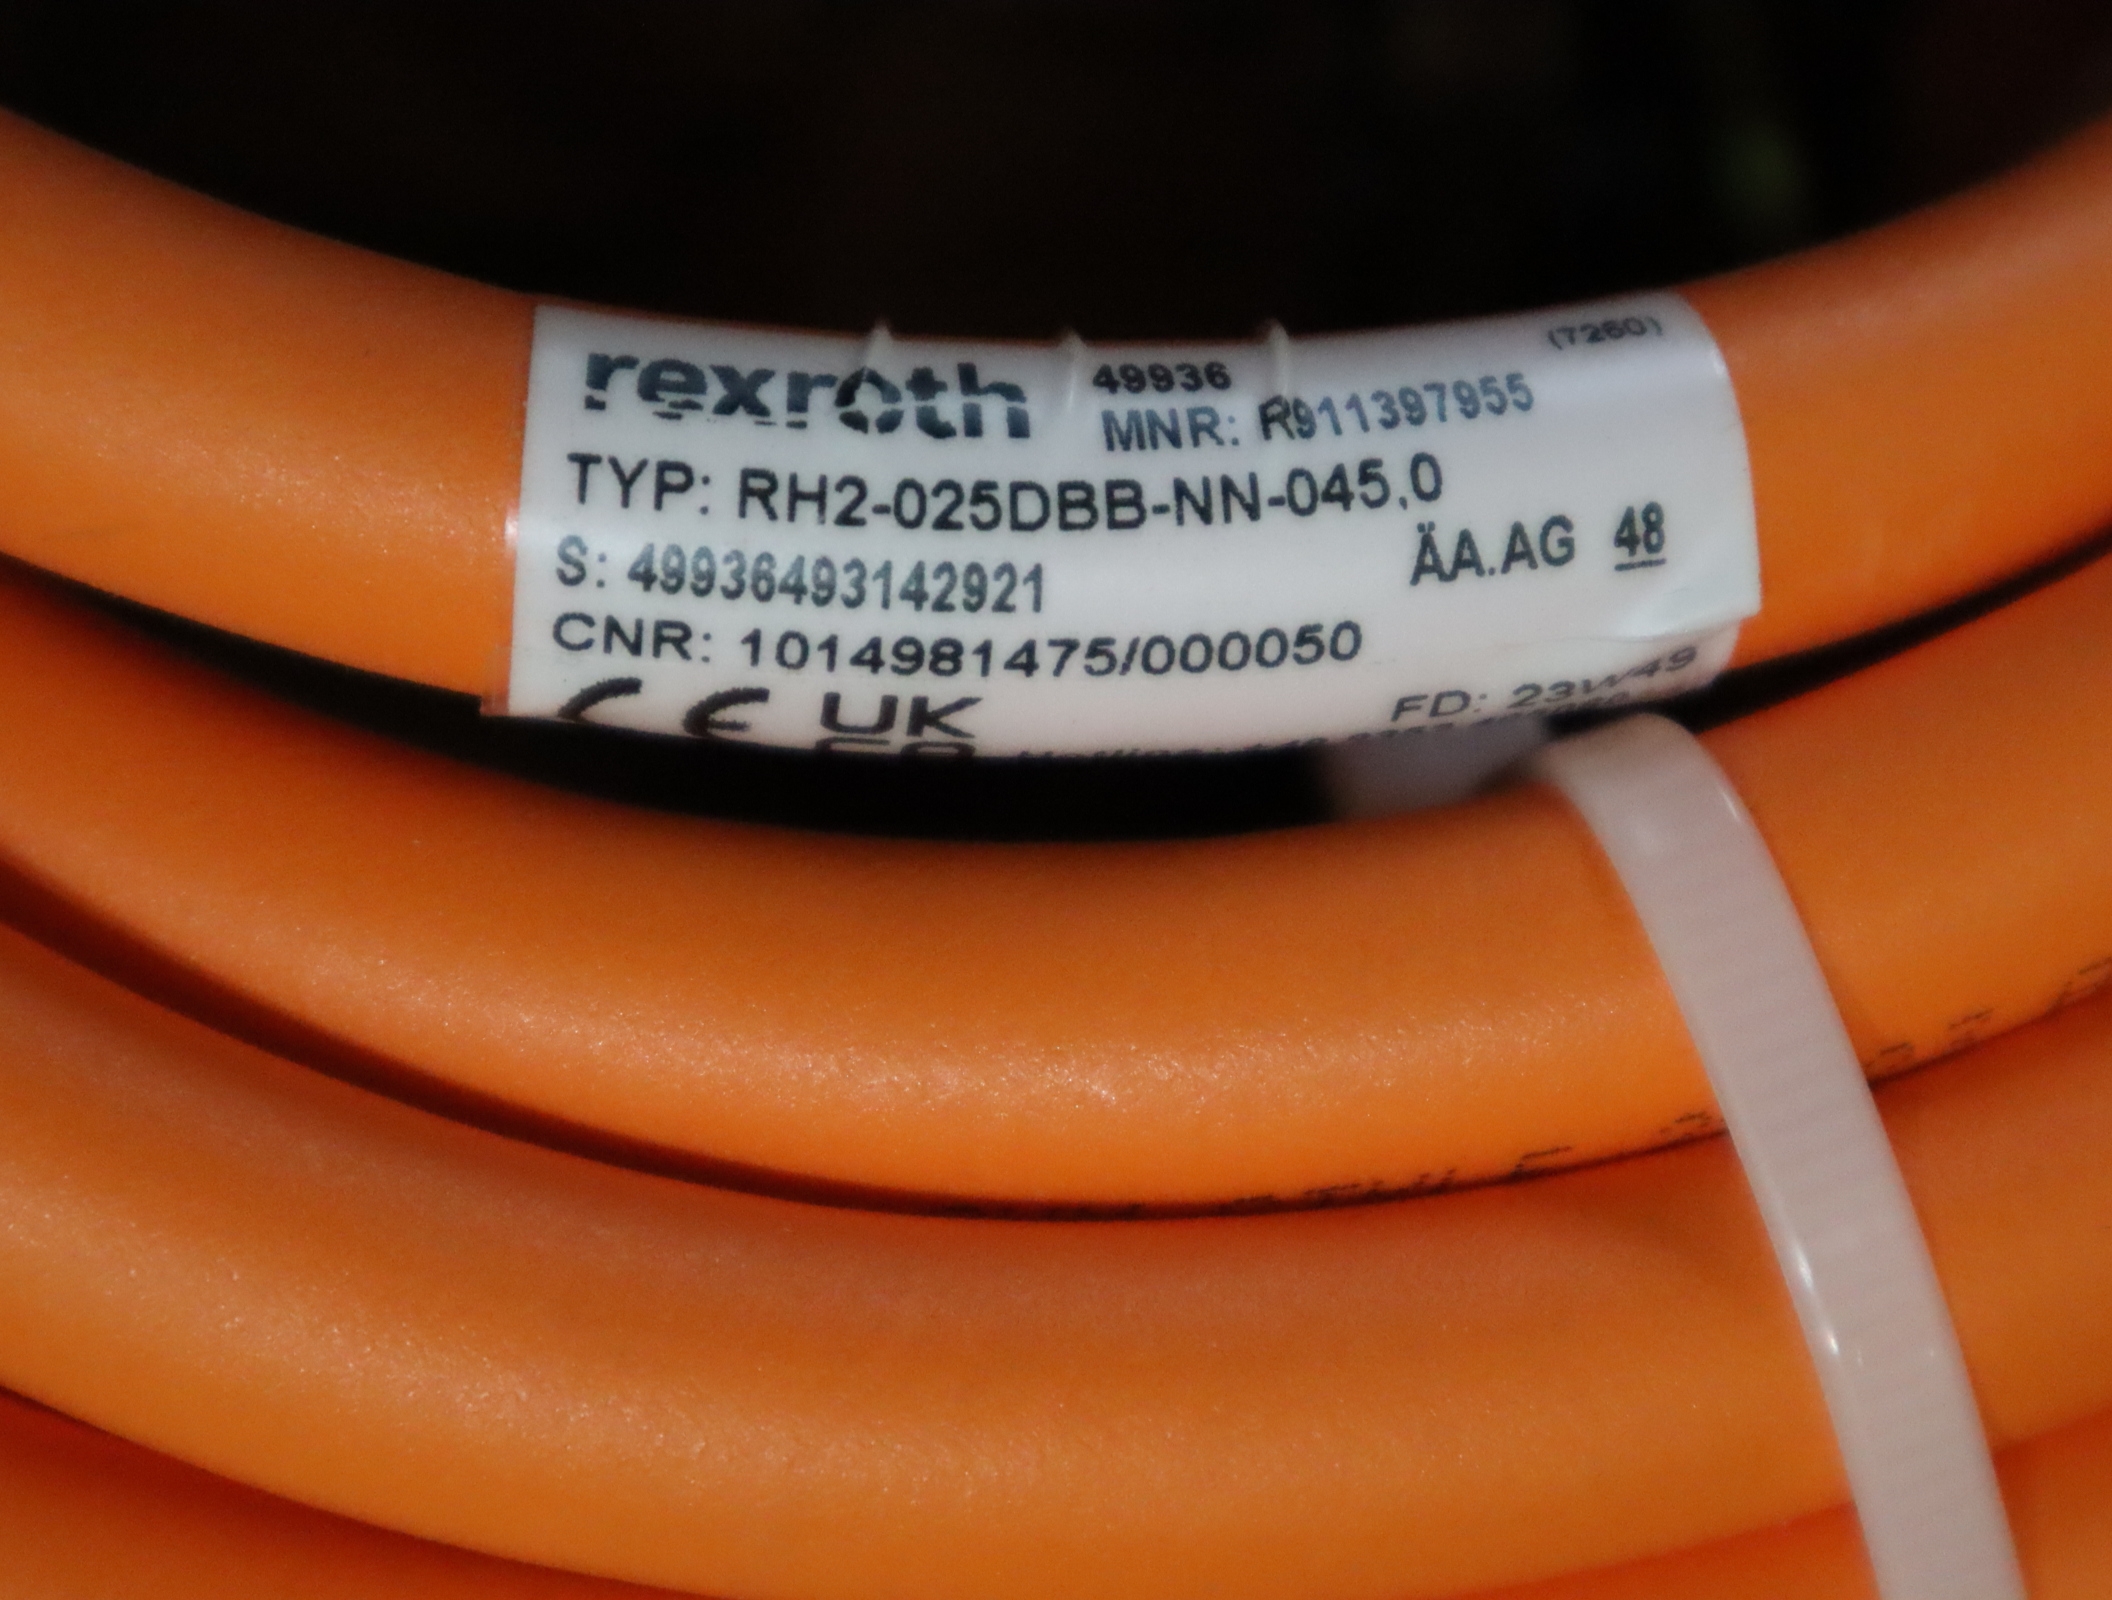 rexroth 49936 (7260)
MNR: R911397955
TYP: RH2-025DBB-NN-045,0
S: 49936493142921 ÄA.AG 48
CNR: 1014981475/000050
CE UK FD: 23W49
CA